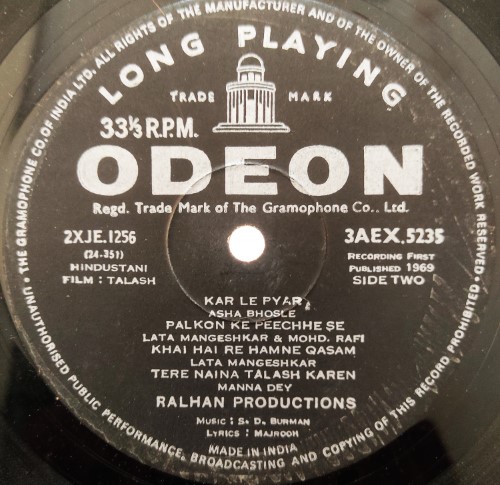 THE GRAMOPHONE CO. OF INDIA LTD. ALL RIGHTS OF THE MANUFACTURER AND OF THE OWNER OF THE RECORDED WORK RESERVED
LONG PLAYING
TRADE MARK
33⅓ R.P.M.
ODEON
Regd. Trade Mark of The Gramophone Co., Ltd.
2XJE.1256
3AEX.5235
(24-251)
HINDUSTANI
FILM : TALASH
RECORDING FIRST
PUBLISHED 1969
SIDE TWO
KAR LE PYAR
ASHA BHOSLE
PALKON KE PEECHHE SE
LATA MANGESHKAR & MOHD. RAFI
KHAI HAI RE HAMNE QASAM
LATA MANGESHKAR
TERE NAINA TALASH KAREN
MANNA DEY
RALHAN PRODUCTIONS
MUSIC : S. D. BURMAN
LYRICS : MAJROOH
MADE IN INDIA
UNAUTHORISED PUBLIC PERFORMANCE, BROADCASTING AND COPYING OF THIS RECORD PROHIBITED